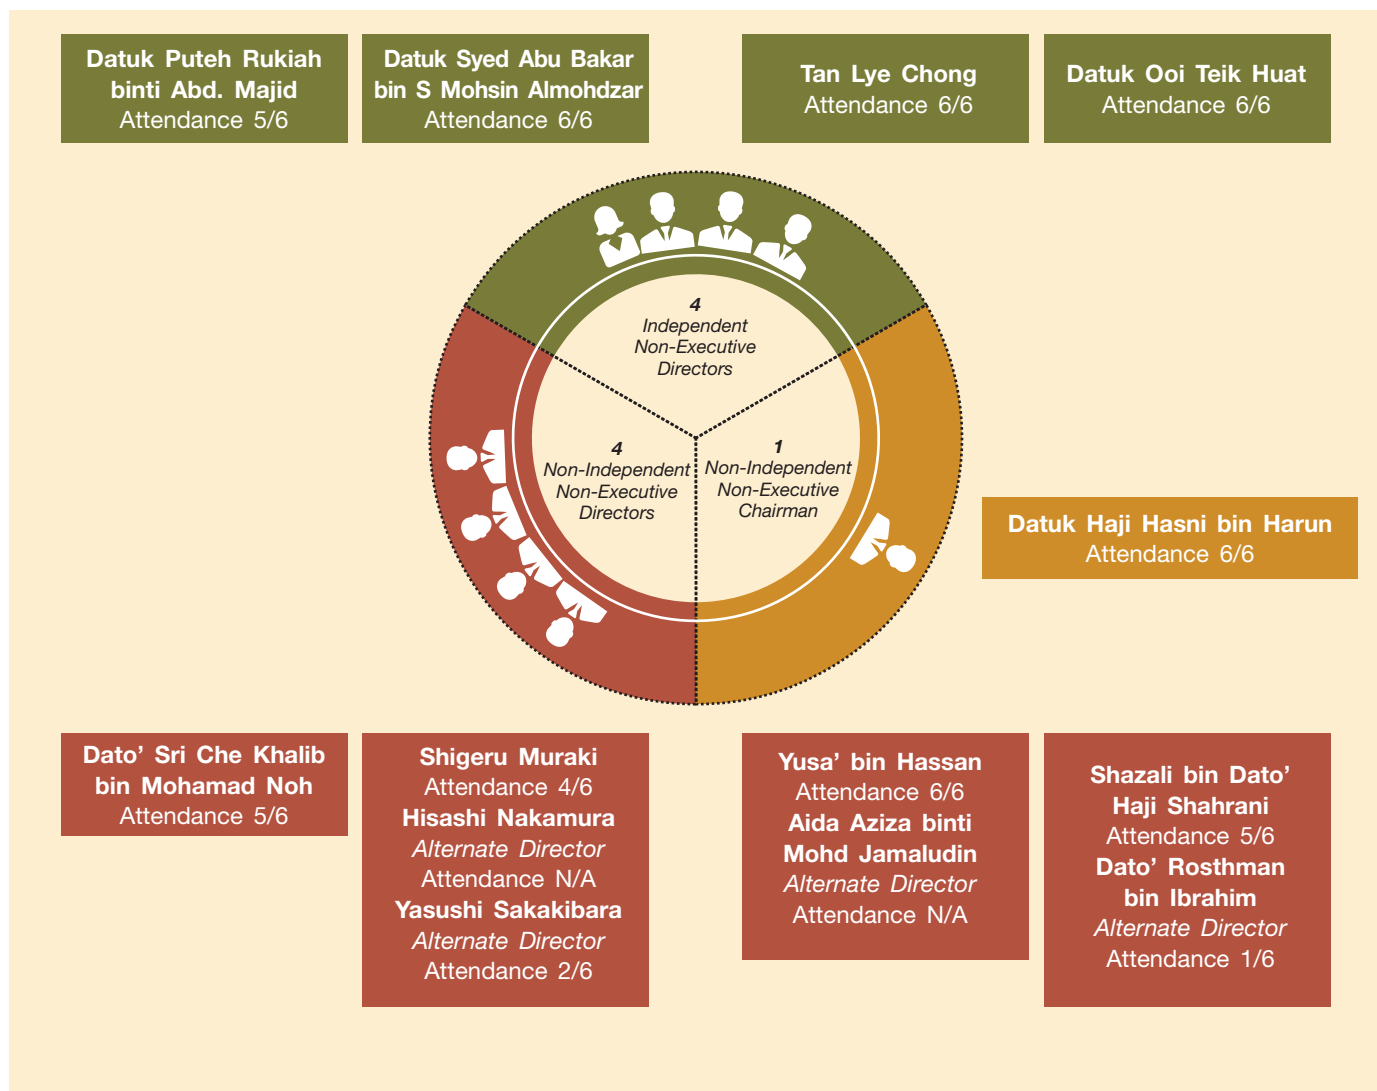 Datuk Puteh Rukiah
binti Abd. Majid
Attendance 5/6
Datuk Syed Abu Bakar
bin S Mohsin Almohdzar
Attendance 6/6
Tan Lye Chong
Attendance 6/6
Datuk Ooi Teik Huat
Attendance 6/6
4
Independent
Non-Executive
Directors
4
Non-Independent
Non-Executive
Directors
1
Non-Independent
Non-Executive
Chairman
Datuk Haji Hasni bin Harun
Attendance 6/6
Dato’ Sri Che Khalib
bin Mohamad Noh
Attendance 5/6
Shigeru Muraki
Attendance 4/6
Hisashi Nakamura
Alternate Director
Attendance N/A
Yasushi Sakakibara
Alternate Director
Attendance 2/6
Yusa’ bin Hassan
Attendance 6/6
Aida Aziza binti
Mohd Jamaludin
Alternate Director
Attendance N/A
Shazali bin Dato’
Haji Shahrani
Attendance 5/6
Dato’ Rosthman
bin Ibrahim
Alternate Director
Attendance 1/6